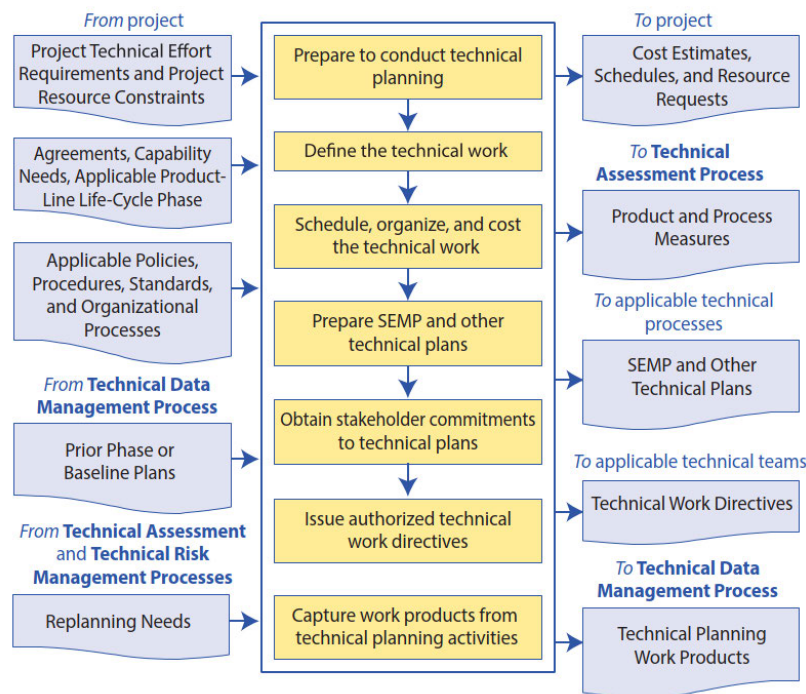 From project
Project Technical Effort
Requirements and Project
Resource Constraints
Agreements, Capability
Needs, Applicable Product-
Line Life-Cycle Phase
Applicable Policies,
Procedures, Standards,
and Organizational
Processes
From Technical Data
Management Process
Prior Phase or
Baseline Plans
From Technical Assessment
and Technical Risk
Management Processes
Replanning Needs
Prepare to conduct technical
planning
Define the technical work
Schedule, organize, and cost
the technical work
Prepare SEMP and other
technical plans
Obtain stakeholder commitments
to technical plans
Issue authorized technical
work directives
Capture work products from
technical planning activities
To project
Cost Estimates,
Schedules, and Resource
Requests
To Technical
Assessment Process
Product and Process
Measures
To applicable technical
processes
SEMP and Other
Technical Plans
To applicable technical teams
Technical Work Directives
To Technical Data
Management Process
Technical Planning
Work Products